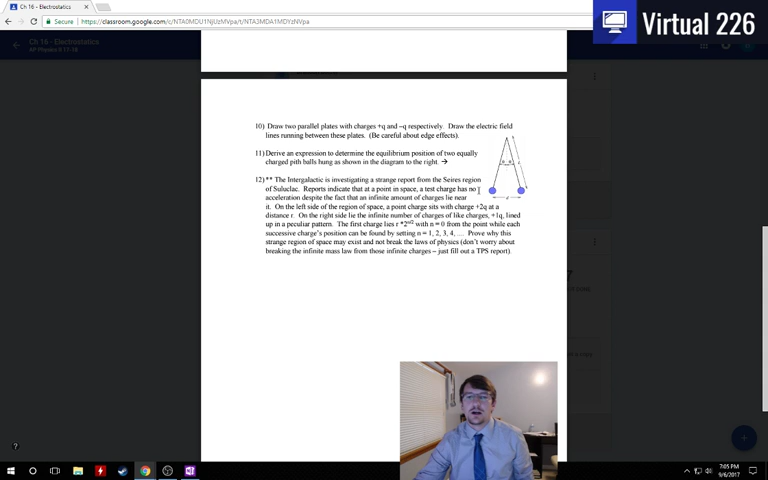 Ch 16 - Electrostatics
Secure
https://classroom.google.com/c/NTA0MDU1NjUzMVpa/t/NTA3MDA1MDYzNVpa
Virtual 226
Ch 16 - Electrostatics
10) Draw two parallel plates with charges +q and –q respectively. Draw the electric field
lines running between these plates. (Be careful about edge effects).
11) Derive an expression to determine the equilibrium position of two equally
charged pith balls hung as shown in the diagram to the right. →
12) ** The Intergalactic is investigating a strange report from the Seires region
of Suluclac. Reports indicate that at a point in space, a test charge has no
acceleration despite the fact that an infinite amount of charges lie near
it. On the left side of the region of space, a point charge sits with charge +2q at a
distance r. On the right side lie the infinite number of charges of like charges, +1q, lined
up in a peculiar pattern. The first charge lies r *2^n/2 with n = 0 from the point while each
successive charge's position can be found by setting n = 1, 2, 3, 4, … Prove why this
strange region of space may exist and not break the laws of physics (don't worry about
breaking the infinite mass law from those infinite charges – just fill out a TPS report)
7:05 PM
9/6/2017